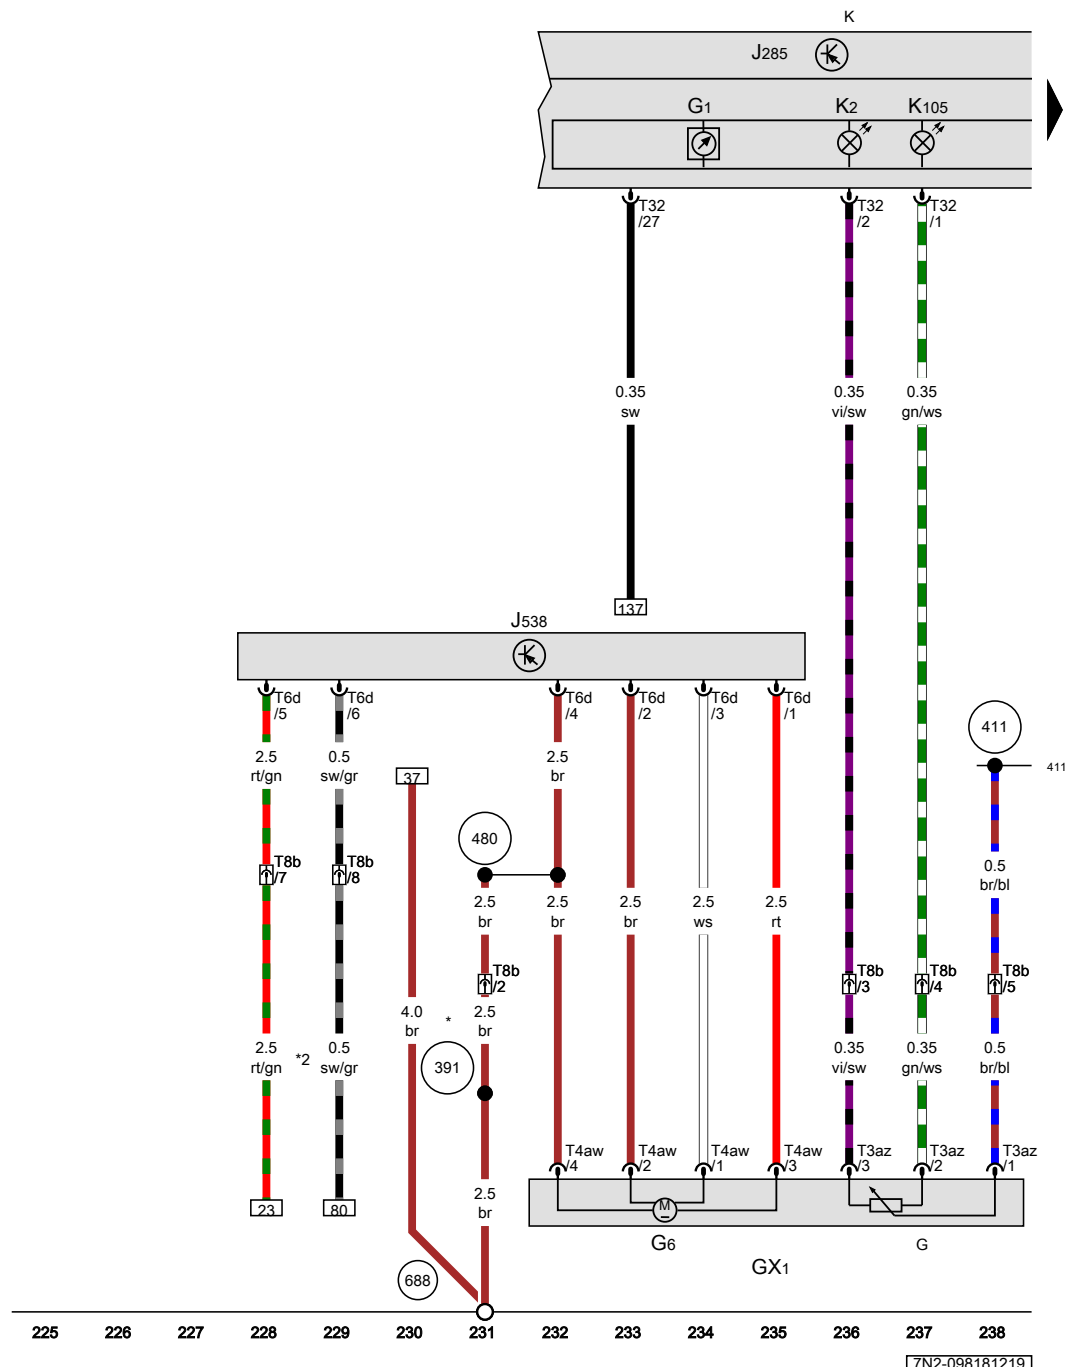 K
J285
G1
K2
K105
T32
/27
T32
/2
T32
/1
0.35
sw
0.35
vi/sw
0.35
gn/ws
137
J538
T6d
/5
T6d
/6
T6d
/4
T6d
/2
T6d
/3
T6d
/1
411
411
2.5
rt/gn
0.5
sw/gr
37
2.5
br
480
T8b
/7
T8b
/8
0.5
br/bl
2.5
br
2.5
br
2.5
br
2.5
ws
2.5
rt
T8b
/2
T8b
/3
T8b
/4
T8b
/5
4.0
br
*
2.5
br
391
2.5
rt/gn
*2
0.5
sw/gr
0.35
vi/sw
0.35
gn/ws
0.5
br/bl
T4aw
/4
T4aw
/2
T4aw
/1
T4aw
/3
T3az
/3
T3az
/2
T3az
/1
23
80
2.5
br
M
G6
G
GX1
688
225 226 227 228 229 230 231 232 233 234 235 236 237 238
7N2-098181219